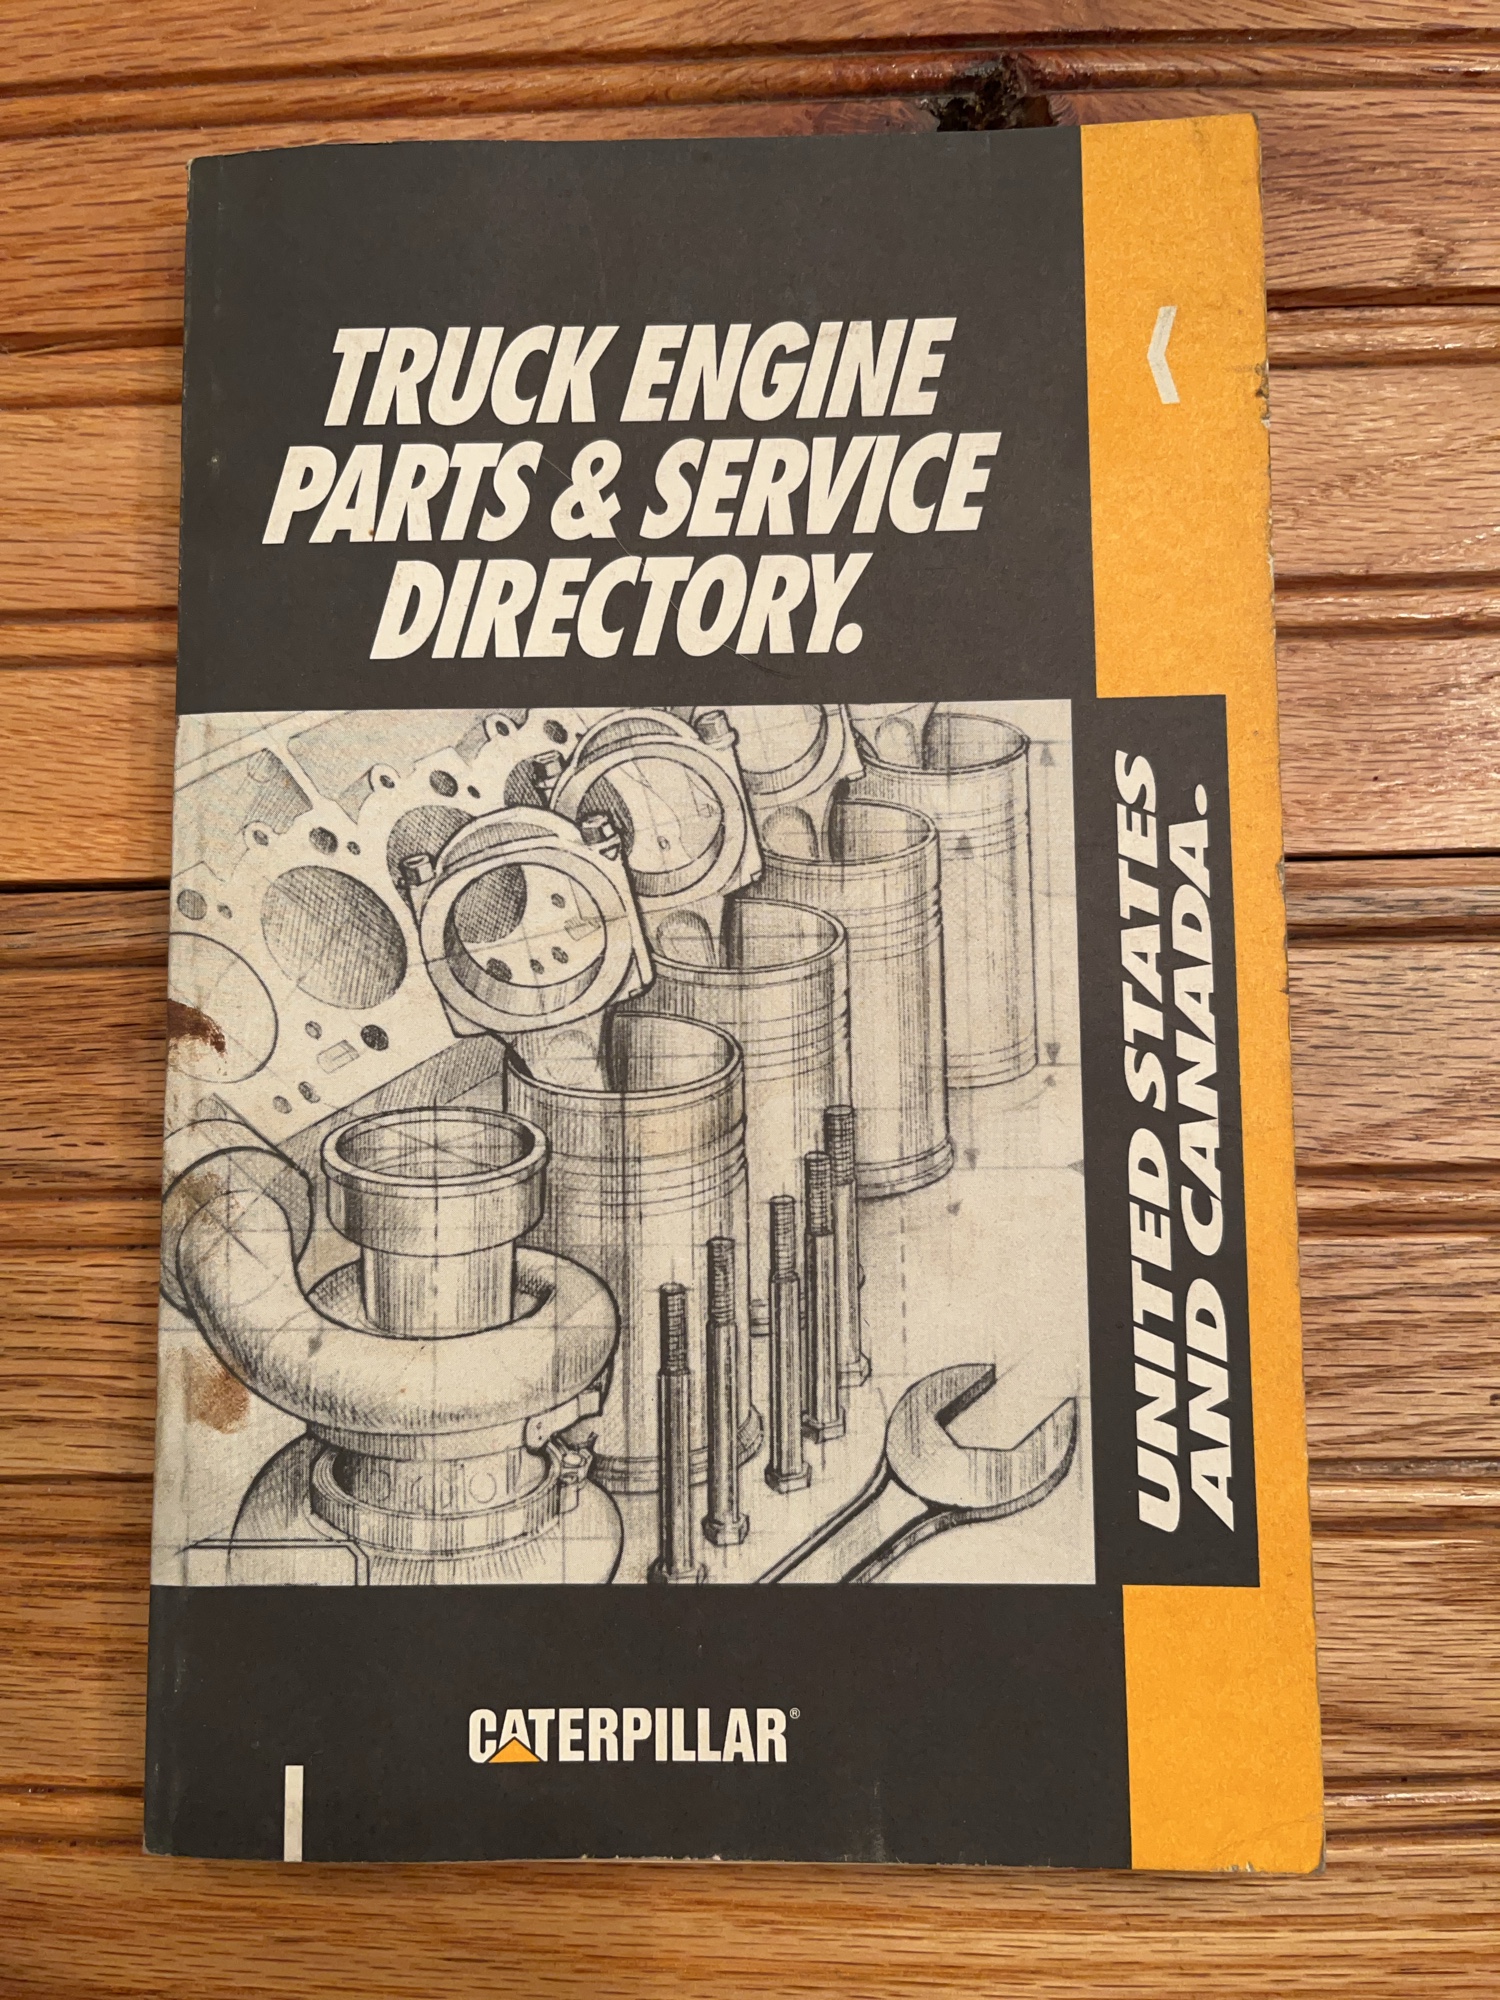 TRUCK ENGINE
PARTS & SERVICE
DIRECTORY.
UNITED STATES
AND CANADA.
CATERPILLAR®